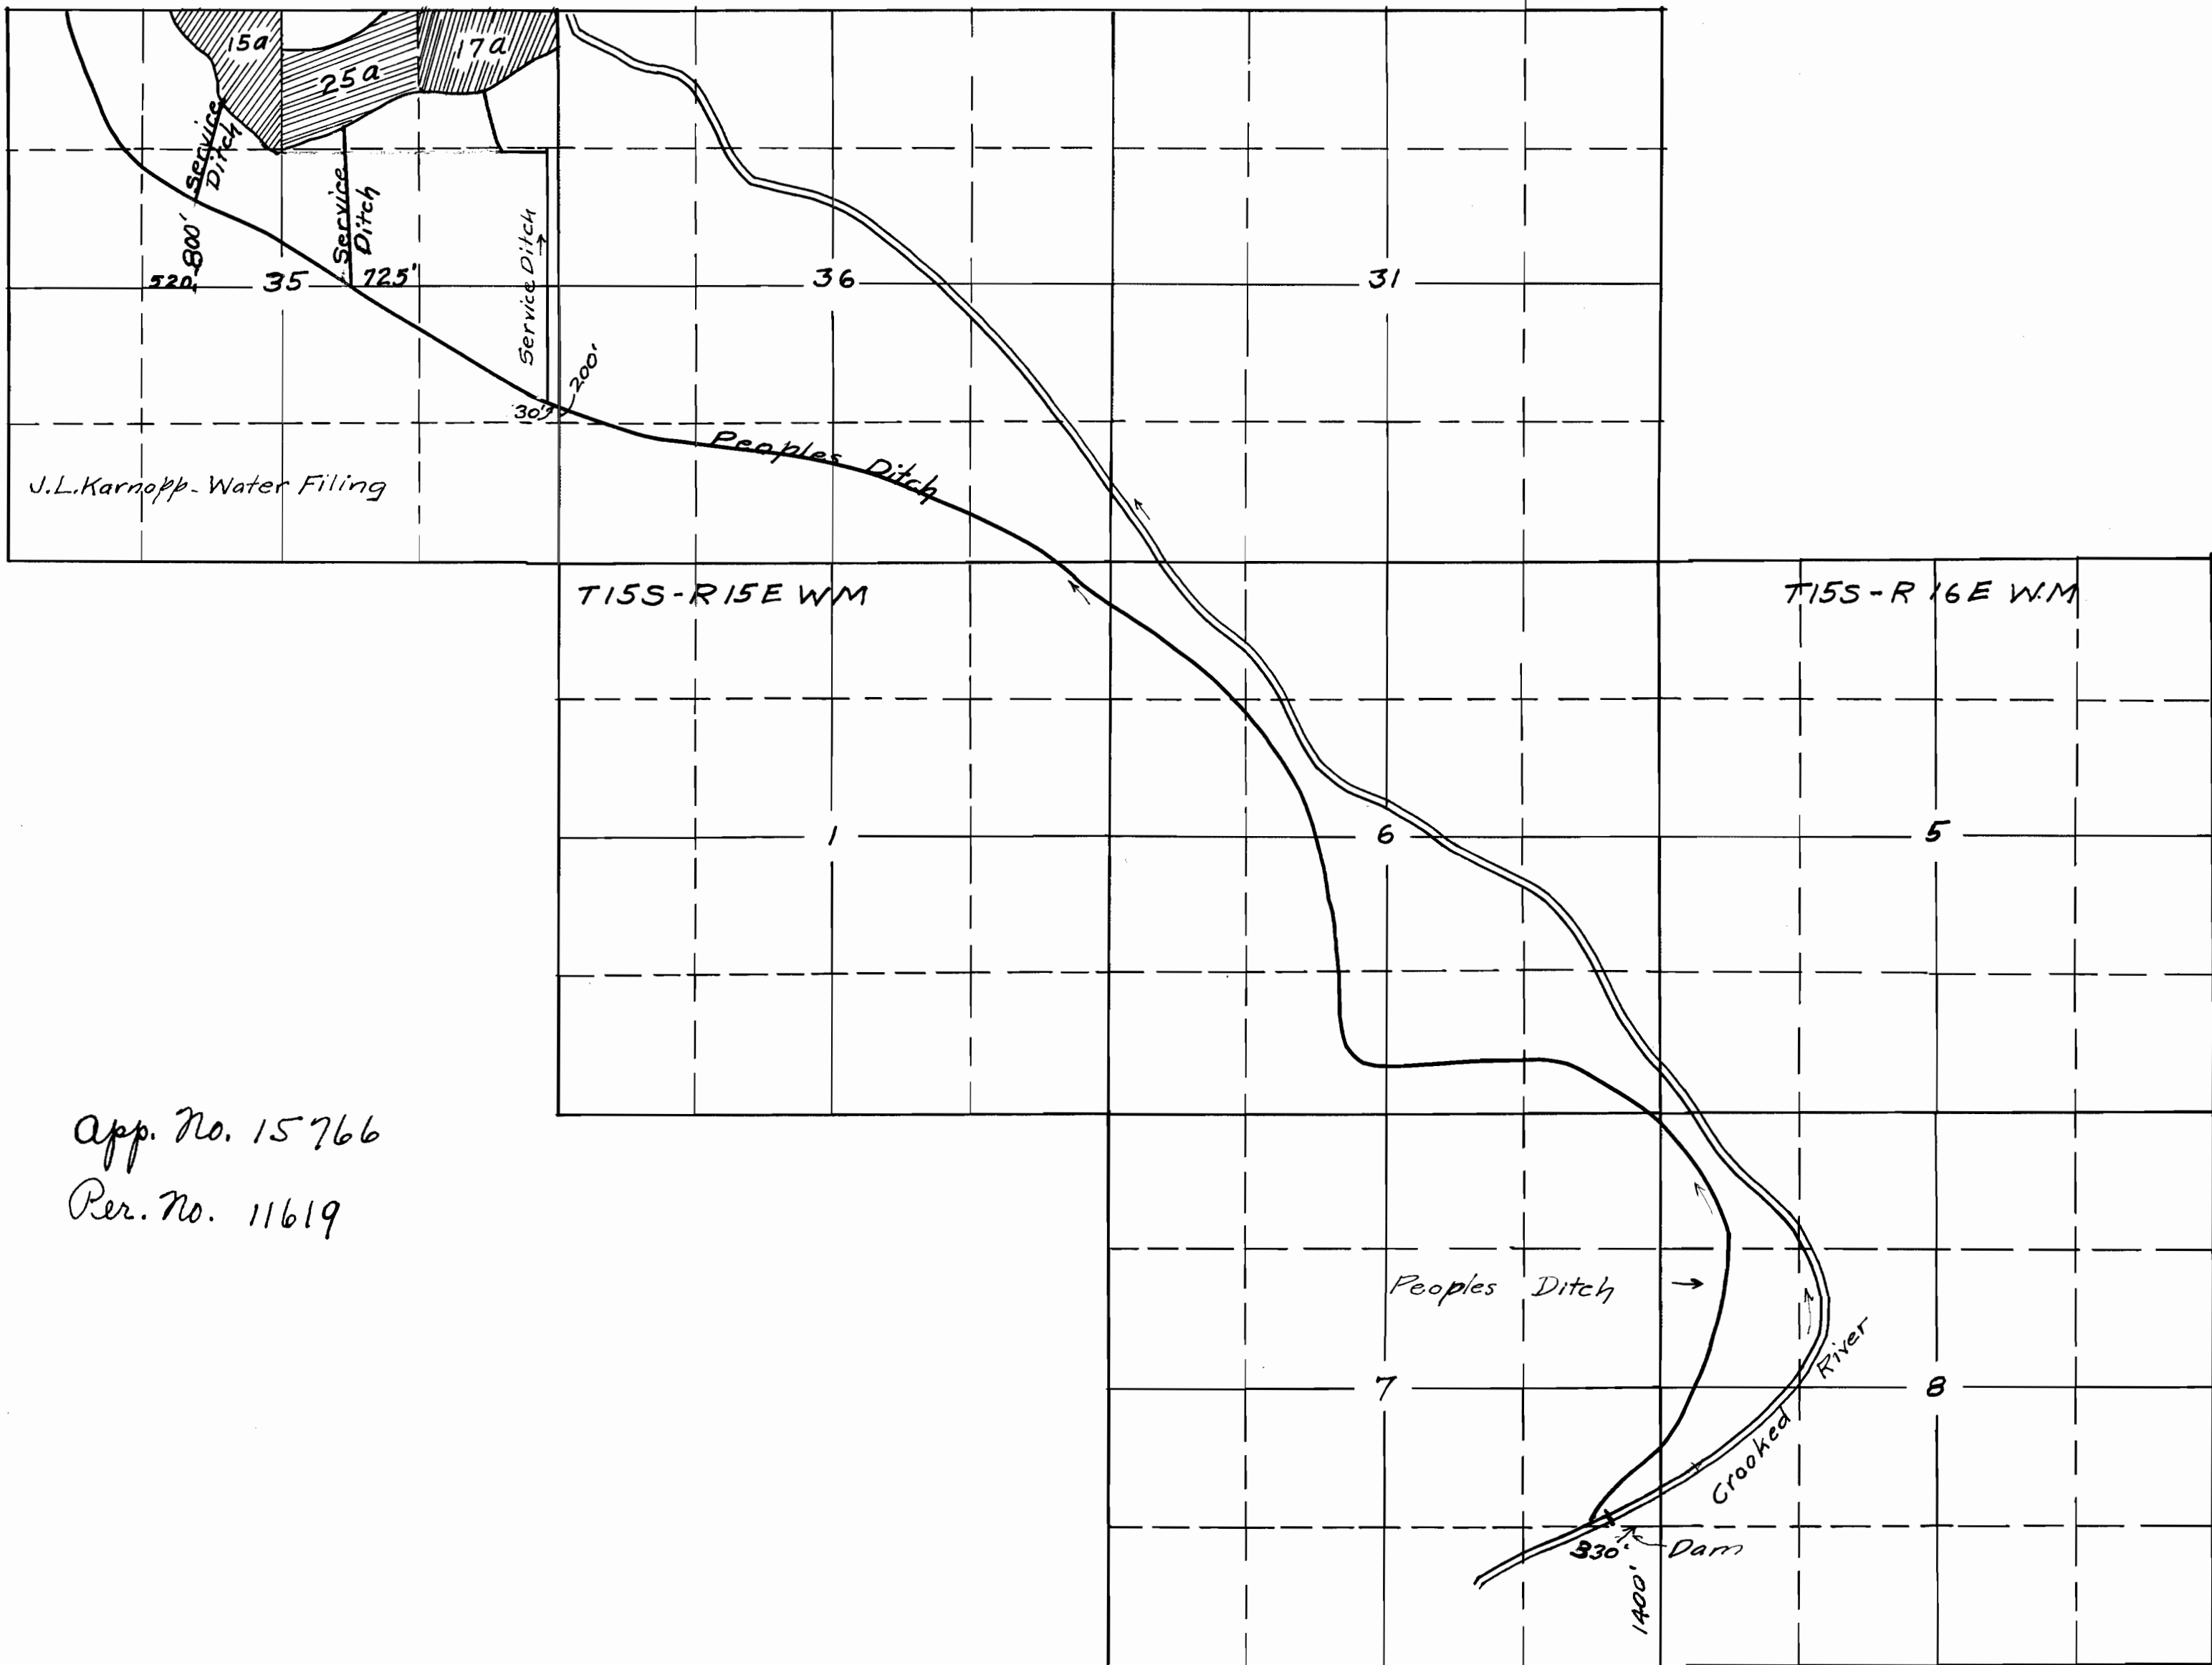 15a
25a
17a
Service
Ditch
Service
Ditch
Service Ditch
800'
520'
35
725'
36
31
200'
30'
Peoples Ditch
J.L.Karnopp-Water Filing
T15S-R15E WM
T15S-R16E W.M
1
6
5
App. No. 15766
Per. No. 11619
Peoples Ditch
River
7
8
Crooked
330'
Dam
1400'